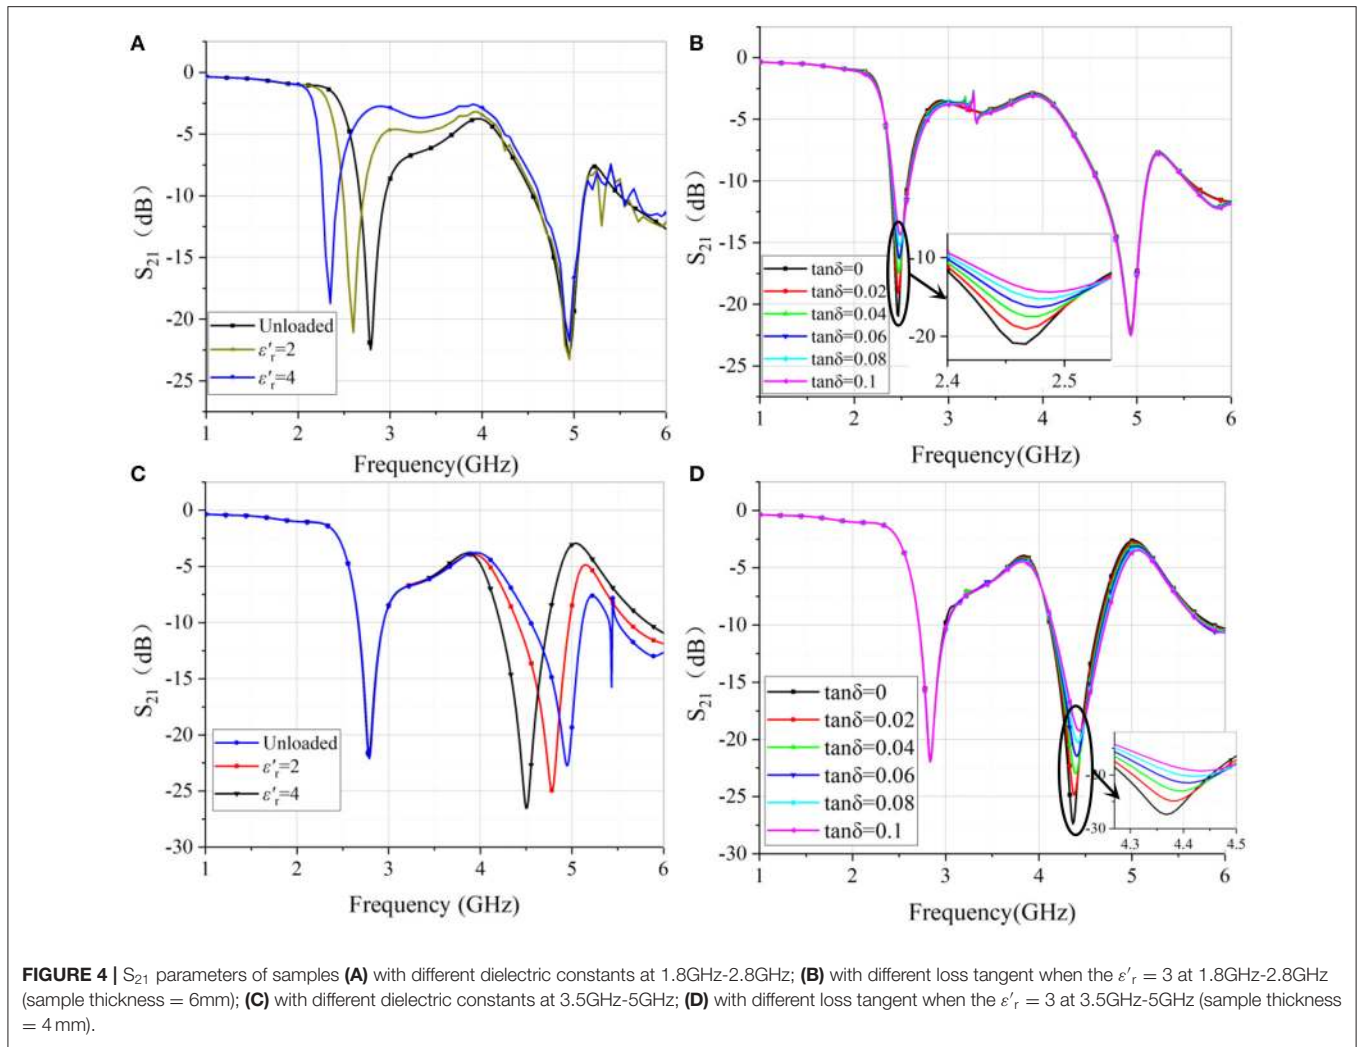 A
0
-5
-10
-15
-20
-25
S21 (dB)
Unloaded
ε′r=2
ε′r=4
1 2 3 4 5 6
Frequency(GHz)
B
0
-5
-10
-15
-20
-25
S21 (dB)
tanδ=0
tanδ=0.02
tanδ=0.04
tanδ=0.06
tanδ=0.08
tanδ=0.1
-10
-20
2.4 2.5
1 2 3 4 5 6
Frequency(GHz)
C
0
-5
-10
-15
-20
-25
-30
S21 (dB)
Unloaded
ε′r=2
ε′r=4
1 2 3 4 5 6
Frequency (GHz)
D
0
-5
-10
-15
-20
-25
-30
S21 (dB)
tanδ=0
tanδ=0.02
tanδ=0.04
tanδ=0.06
tanδ=0.08
tanδ=0.1
-30
4.3 4.4 4.5
1 2 3 4 5 6
Frequency(GHz)
FIGURE 4 | S21 parameters of samples (A) with different dielectric constants at 1.8GHz-2.8GHz; (B) with different loss tangent when the ε′r = 3 at 1.8GHz-2.8GHz
(sample thickness = 6mm); (C) with different dielectric constants at 3.5GHz-5GHz; (D) with different loss tangent when the ε′r = 3 at 3.5GHz-5GHz (sample thickness
= 4 mm).